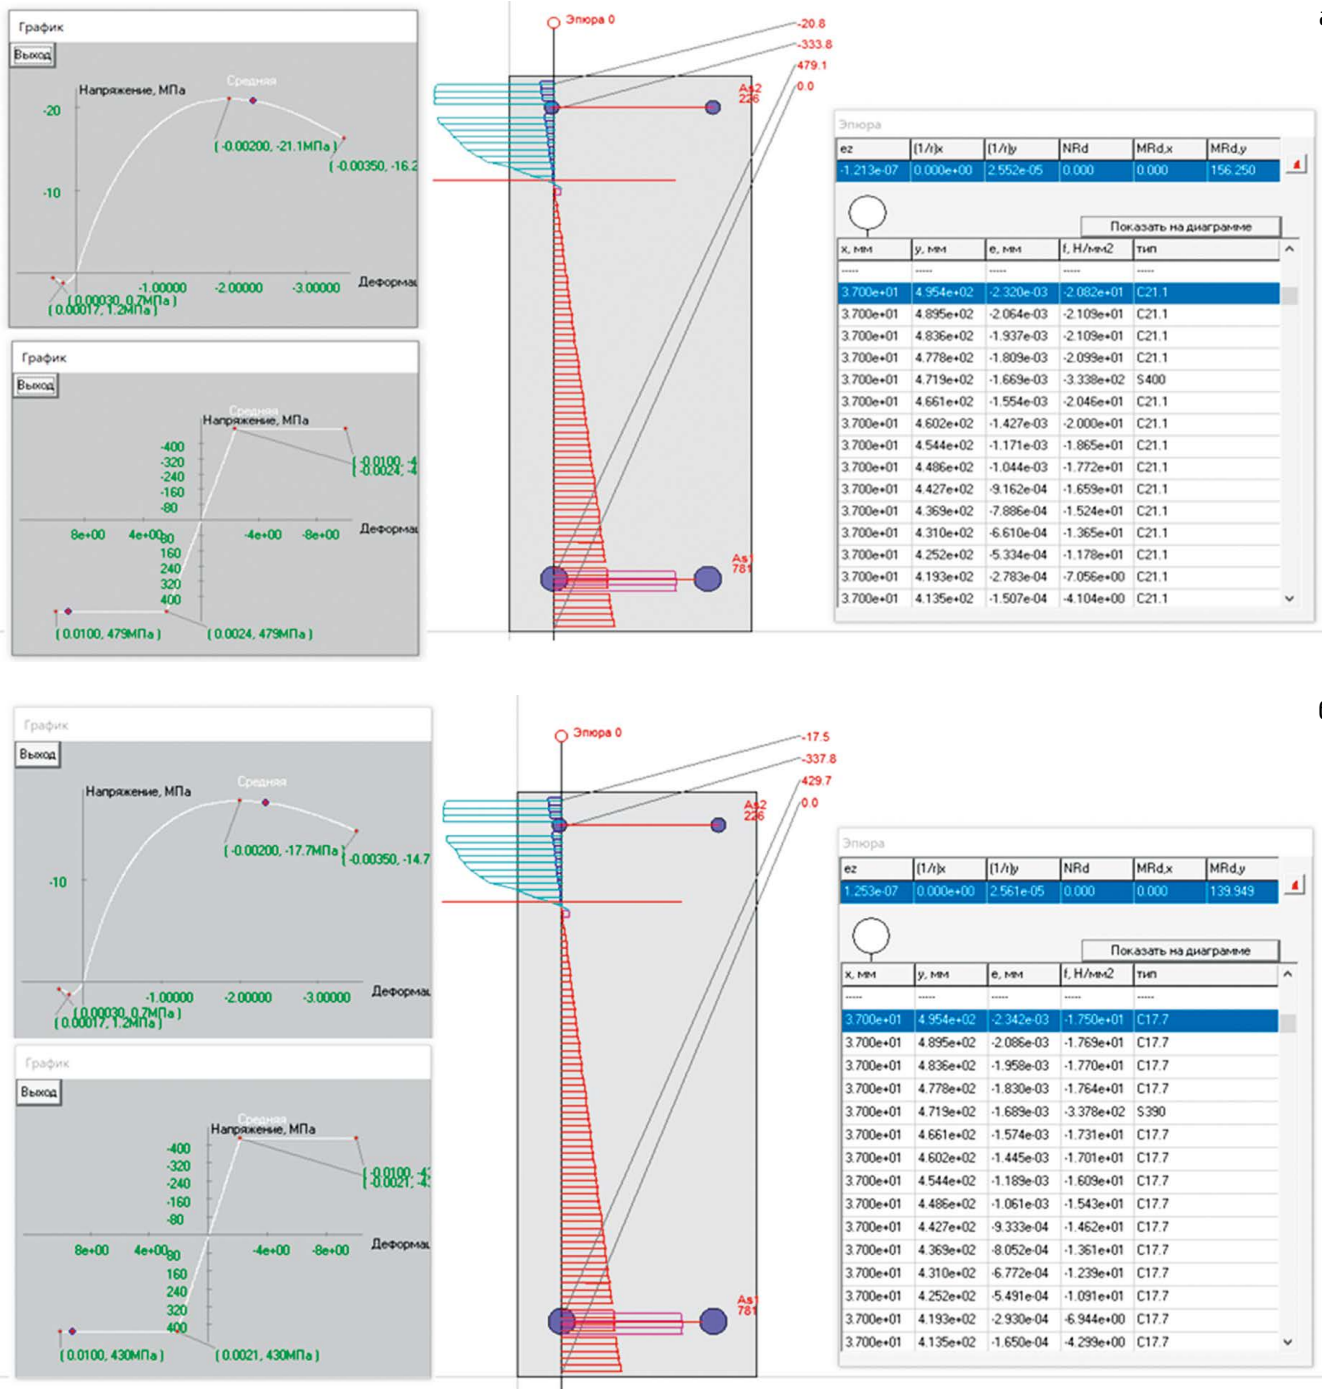 а
График
Выход
Средняя
Напряжение, МПа
-20
(-0.00200, -21.1МПа )
(-0.00350, -16.2
-10
-1.00000 -2.00000 -3.00000 Деформац
( 0.00030, 0.7МПа )
( 0.00017, 1.2МПа )
График
Выход
Средняя
Напряжение, МПа
-400
-320
-240
-160
-80
(-0.0100, -4
(-0.0024, -4
8e+00 4e+00 -4e+00 -8e+00 Деформац
80
160
240
320
400
( 0.0100, 479МПа ) ( 0.0024, 479МПа )
Эпюра 0
-20.8
-333.8
479.1
0.0
As2
226
As1
781
Эпюра
ez (1/r)x (1/r)y NRd MRd,x MRd,y
-1.213e-07 0.000e+00 2.552e-05 0.000 0.000 156.250
Показать на диаграмме
x, мм y, мм e, мм f, Н/мм2 тип
----- ----- ----- ----- -----
3.700e+01 4.954e+02 -2.320e-03 -2.082e+01 C21.1
3.700e+01 4.895e+02 -2.064e-03 -2.109e+01 C21.1
3.700e+01 4.836e+02 -1.937e-03 -2.109e+01 C21.1
3.700e+01 4.778e+02 -1.809e-03 -2.099e+01 C21.1
3.700e+01 4.719e+02 -1.669e-03 -3.338e+02 S400
3.700e+01 4.661e+02 -1.554e-03 -2.046e+01 C21.1
3.700e+01 4.602e+02 -1.427e-03 -2.000e+01 C21.1
3.700e+01 4.544e+02 -1.171e-03 -1.865e+01 C21.1
3.700e+01 4.486e+02 -1.044e-03 -1.772e+01 C21.1
3.700e+01 4.427e+02 -9.162e-04 -1.659e+01 C21.1
3.700e+01 4.369e+02 -7.886e-04 -1.524e+01 C21.1
3.700e+01 4.310e+02 -6.610e-04 -1.365e+01 C21.1
3.700e+01 4.252e+02 -5.334e-04 -1.178e+01 C21.1
3.700e+01 4.193e+02 -2.783e-04 -7.056e+00 C21.1
3.700e+01 4.135e+02 -1.507e-04 -4.104e+00 C21.1
График
Выход
Средняя
Напряжение, МПа
(-0.00200, -17.7МПа )
(-0.00350, -14.7
-10
-1.00000 -2.00000 -3.00000 Деформац
( 0.00030, 0.7МПа )
( 0.00017, 1.2МПа )
График
Выход
Средняя
Напряжение, МПа
-400
-320
-240
-160
-80
(-0.0100, -43
(-0.0021, -43
8e+00 4e+00 -4e+00 -8e+00 Деформац
80
160
240
320
400
( 0.0100, 430МПа ) ( 0.0021, 430МПа )
Эпюра 0
-17.5
-337.8
429.7
0.0
As2
226
As1
781
Эпюра
ez (1/r)x (1/r)y NRd MRd,x MRd,y
1.253e-07 0.000e+00 2.561e-05 0.000 0.000 139.949
Показать на диаграмме
x, мм y, мм e, мм f, Н/мм2 тип
----- ----- ----- ----- -----
3.700e+01 4.954e+02 -2.342e-03 -1.750e+01 C17.7
3.700e+01 4.895e+02 -2.086e-03 -1.769e+01 C17.7
3.700e+01 4.836e+02 -1.958e-03 -1.770e+01 C17.7
3.700e+01 4.778e+02 -1.830e-03 -1.764e+01 C17.7
3.700e+01 4.719e+02 -1.689e-03 -3.378e+02 S390
3.700e+01 4.661e+02 -1.574e-03 -1.731e+01 C17.7
3.700e+01 4.602e+02 -1.445e-03 -1.701e+01 C17.7
3.700e+01 4.544e+02 -1.189e-03 -1.609e+01 C17.7
3.700e+01 4.486e+02 -1.061e-03 -1.543e+01 C17.7
3.700e+01 4.427e+02 -9.333e-04 -1.462e+01 C17.7
3.700e+01 4.369e+02 -8.052e-04 -1.361e+01 C17.7
3.700e+01 4.310e+02 -6.772e-04 -1.239e+01 C17.7
3.700e+01 4.252e+02 -5.491e-04 -1.091e+01 C17.7
3.700e+01 4.193e+02 -2.930e-04 -6.944e+00 C17.7
3.700e+01 4.135e+02 -1.650e-04 -4.299e+00 C17.7